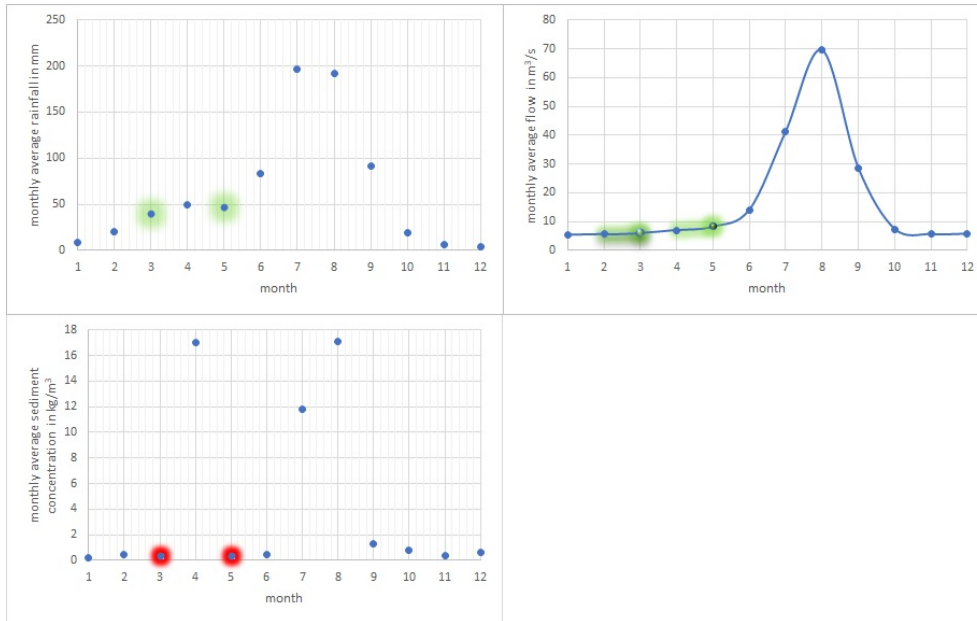 monthly average rainfall in mm
250
200
150
100
50
0
1 2 3 4 5 6 7 8 9 10 11 12
month
monthly average flow in m³/s
80
70
60
50
40
30
20
10
0
1 2 3 4 5 6 7 8 9 10 11 12
month
monthly average sediment
concentration in kg/m³
18
16
14
12
10
8
6
4
2
0
1 2 3 4 5 6 7 8 9 10 11 12
month